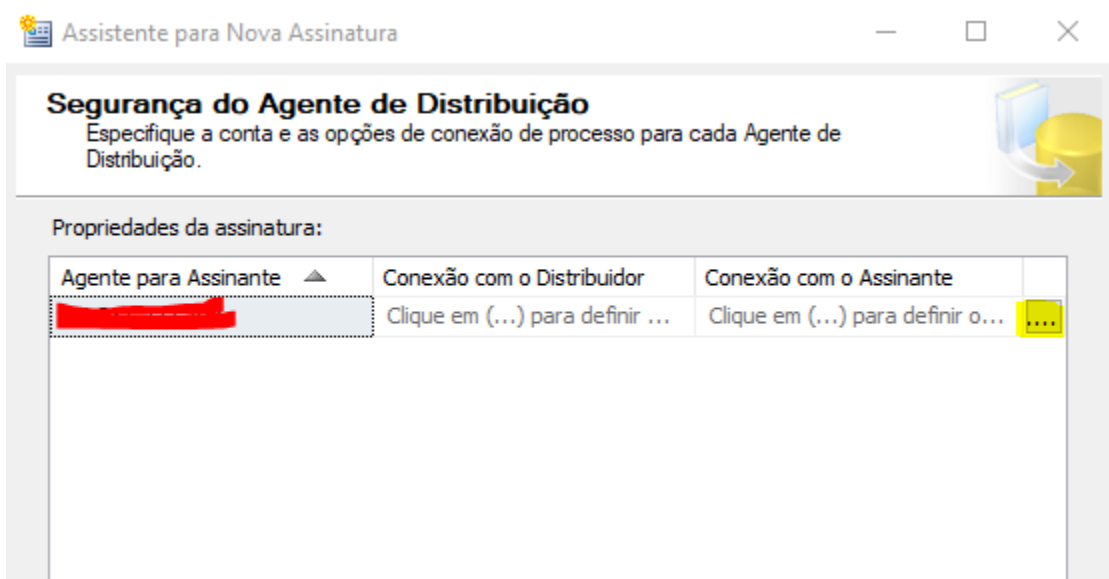 Assistente para Nova Assinatura
Segurança do Agente de Distribuição
Especifique a conta e as opções de conexão de processo para cada Agente de
Distribuição.
Propriedades da assinatura:
Agente para Assinante Conexão com o Distribuidor Conexão com o Assinante
Clique em (...) para definir ... Clique em (...) para definir o... ....